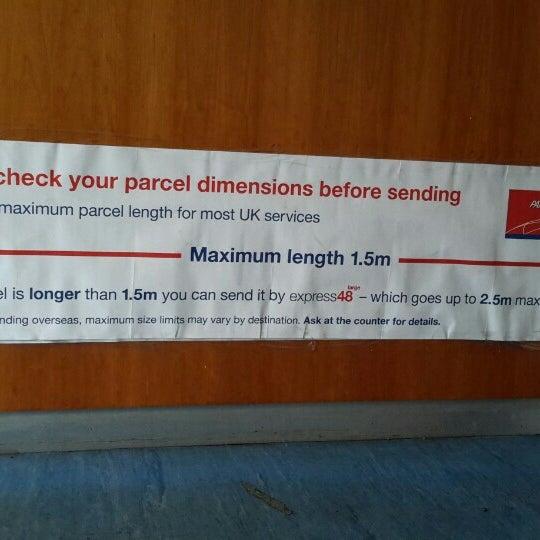 check your parcel dimensions before sending
maximum parcel length for most UK services
Maximum length 1.5m
el is longer than 1.5m you can send it by express48 large – which goes up to 2.5m max
nding overseas, maximum size limits may vary by destination. Ask at the counter for details.